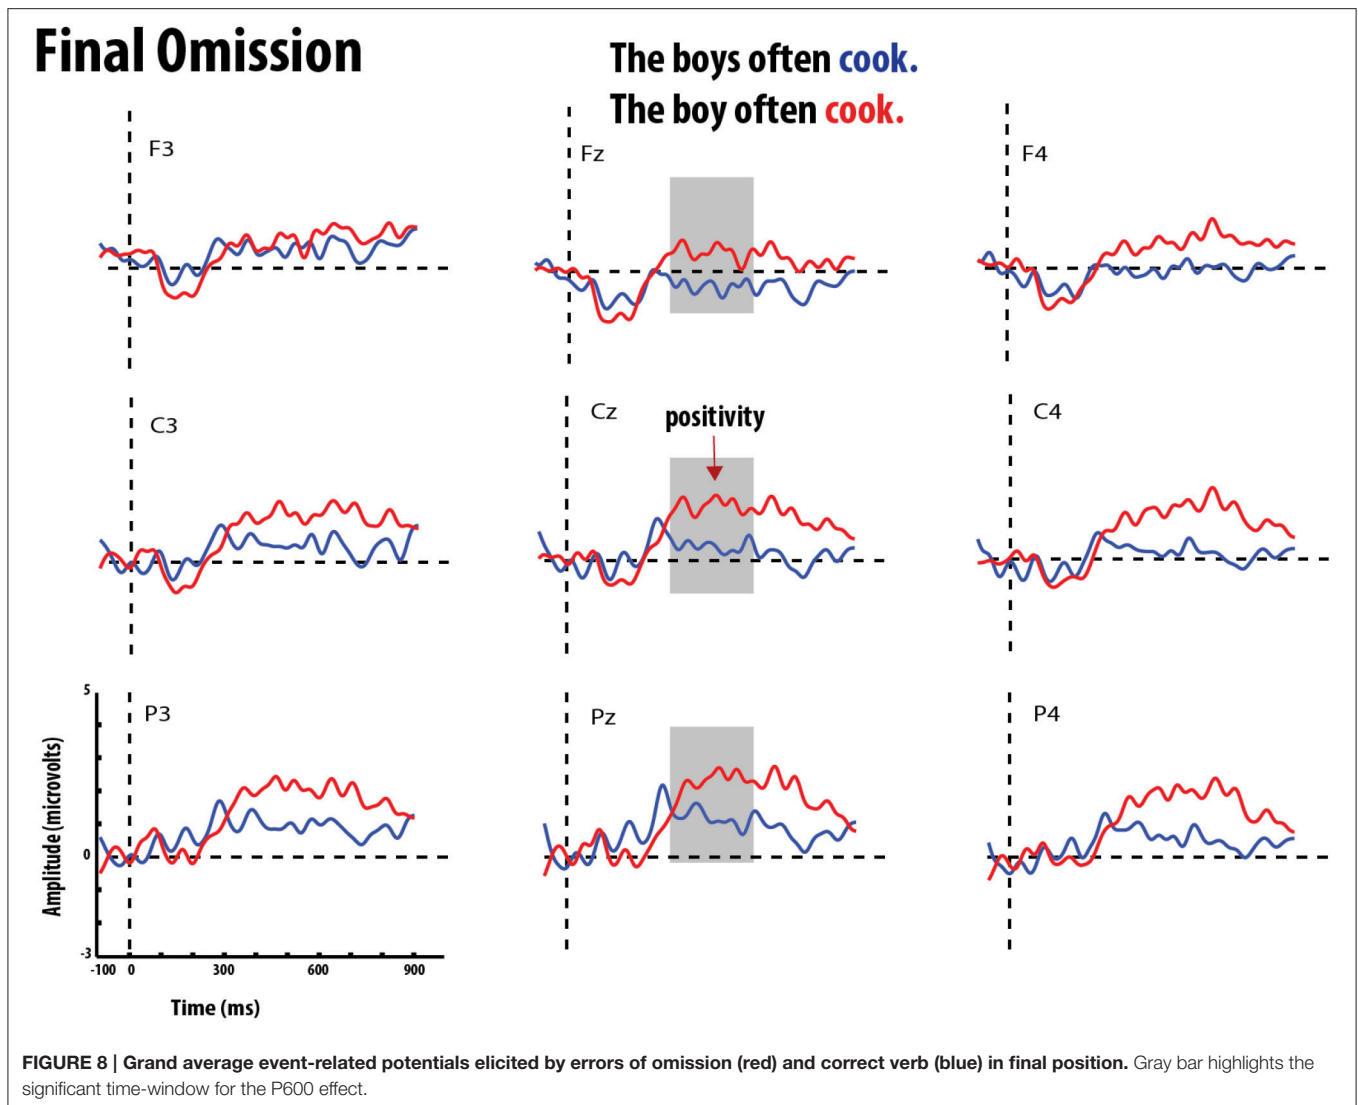 Final Omission
The boys often cook.
The boy often cook.
F3
Fz
F4
C3
Cz
positivity
C4
P3
Pz
P4
5
0
-3
Amplitude (microvolts)
-100 0 300 600 900
Time (ms)
FIGURE 8 | Grand average event-related potentials elicited by errors of omission (red) and correct verb (blue) in final position. Gray bar highlights the
significant time-window for the P600 effect.